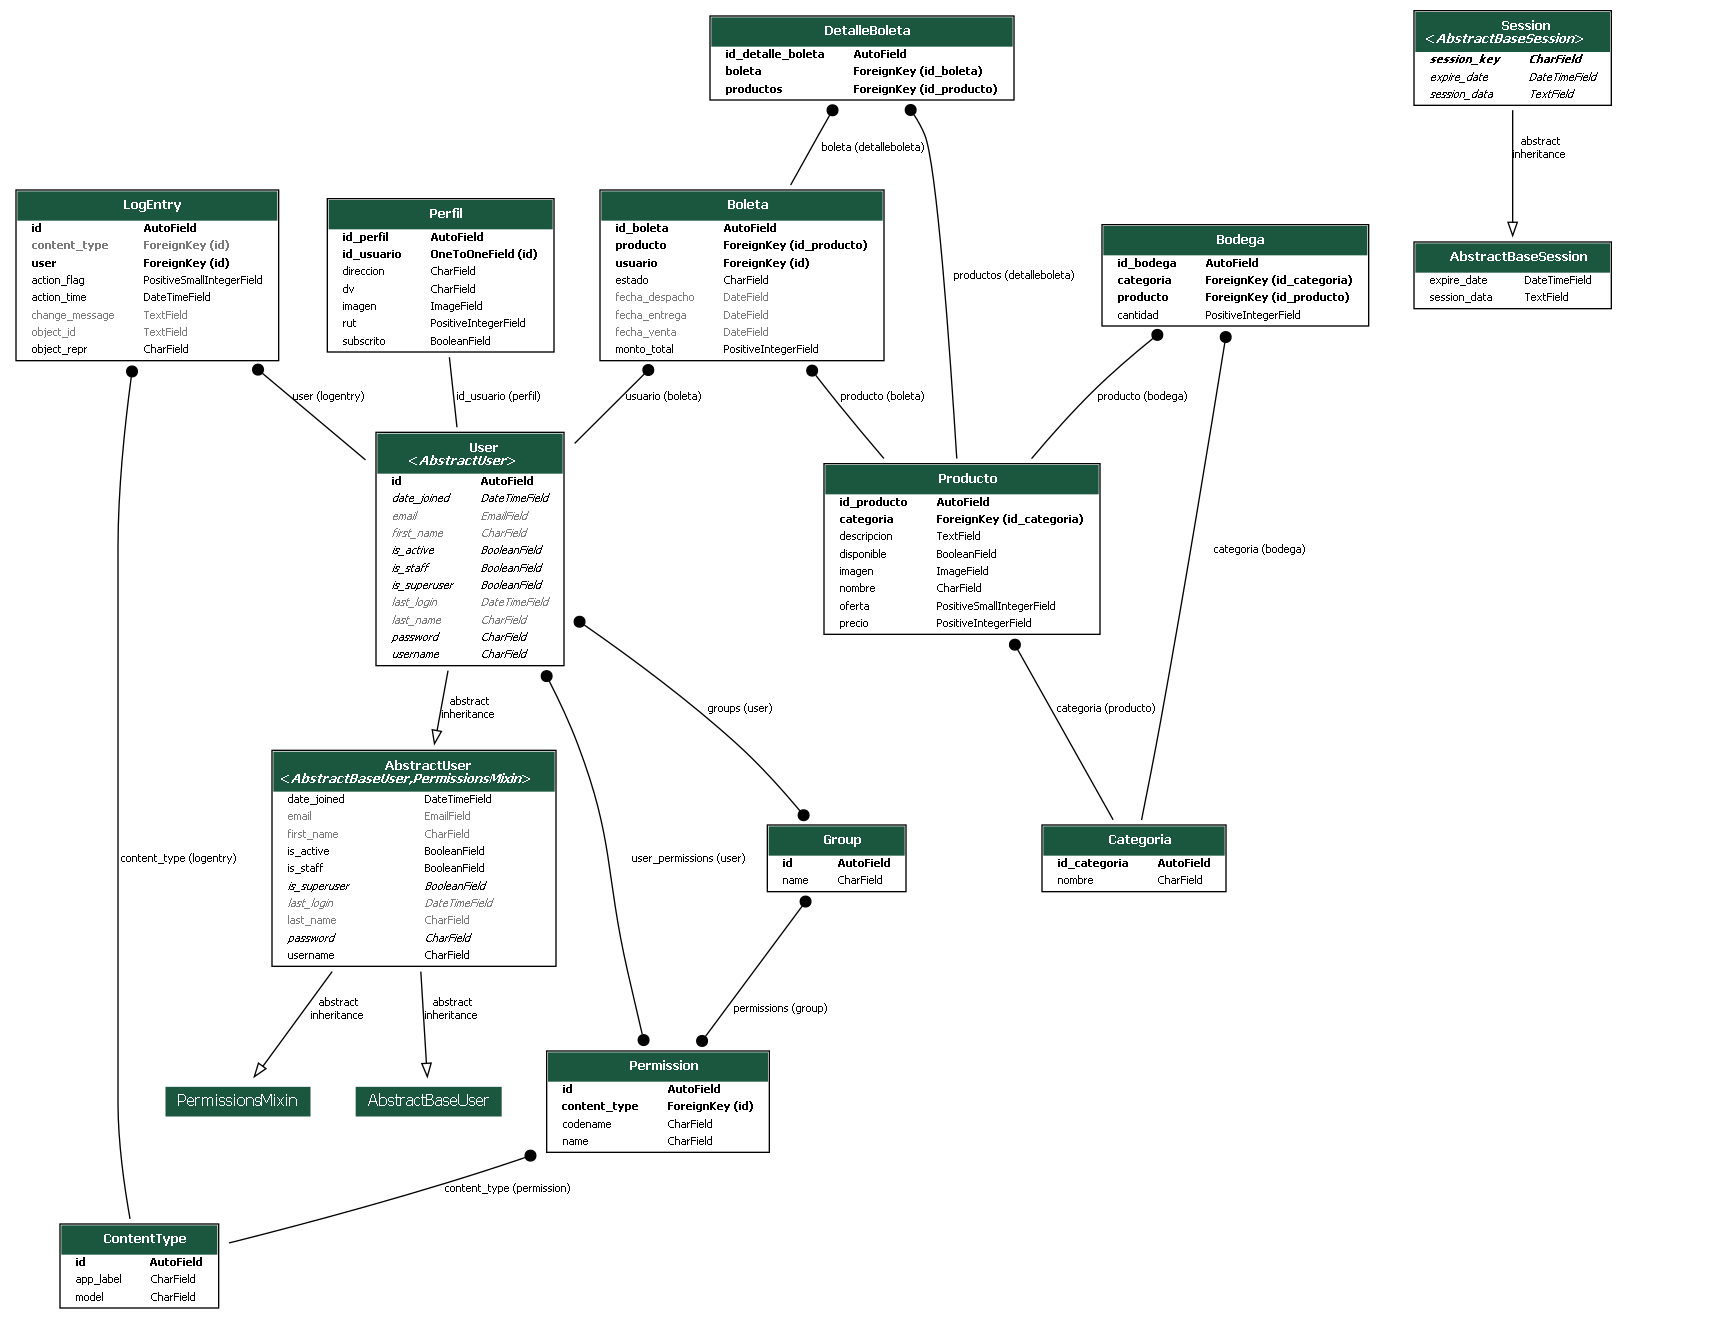 DetalleBoleta
id_detalle_boleta AutoField
boleta ForeignKey (id_boleta)
productos ForeignKey (id_producto)
Session
<AbstractBaseSession>
session_key CharField
expire_date DateTimeField
session_data TextField
boleta (detalleboleta)
abstract
inheritance
LogEntry
id AutoField
content_type ForeignKey (id)
user ForeignKey (id)
action_flag PositiveSmallIntegerField
action_time DateTimeField
change_message TextField
object_id TextField
object_repr CharField
Perfil
id_perfil AutoField
id_usuario OneToOneField (id)
direccion CharField
dv CharField
imagen ImageField
rut PositiveIntegerField
subscrito BooleanField
Boleta
id_boleta AutoField
producto ForeignKey (id_producto)
usuario ForeignKey (id)
estado CharField
fecha_despacho DateField
fecha_entrega DateField
fecha_venta DateField
monto_total PositiveIntegerField
productos (detalleboleta)
Bodega
id_bodega AutoField
categoria ForeignKey (id_categoria)
producto ForeignKey (id_producto)
cantidad PositiveIntegerField
AbstractBaseSession
expire_date DateTimeField
session_data TextField
user (logentry)
id_usuario (perfil)
usuario (boleta)
producto (boleta)
producto (bodega)
User
<AbstractUser>
id AutoField
date_joined DateTimeField
email EmailField
first_name CharField
is_active BooleanField
is_staff BooleanField
is_superuser BooleanField
last_login DateTimeField
last_name CharField
password CharField
username CharField
Producto
id_producto AutoField
categoria ForeignKey (id_categoria)
descripcion TextField
disponible BooleanField
imagen ImageField
nombre CharField
oferta PositiveSmallIntegerField
precio PositiveIntegerField
categoria (bodega)
abstract
inheritance
groups (user)
categoria (producto)
AbstractUser
<AbstractBaseUser,PermissionsMixin>
date_joined DateTimeField
email EmailField
first_name CharField
is_active BooleanField
is_staff BooleanField
is_superuser BooleanField
last_login DateTimeField
last_name CharField
password CharField
username CharField
content_type (logentry)
user_permissions (user)
Group
id AutoField
name CharField
Categoria
id_categoria AutoField
nombre CharField
abstract
inheritance
abstract
inheritance
permissions (group)
PermissionsMixin
AbstractBaseUser
Permission
id AutoField
content_type ForeignKey (id)
codename CharField
name CharField
content_type (permission)
ContentType
id AutoField
app_label CharField
model CharField